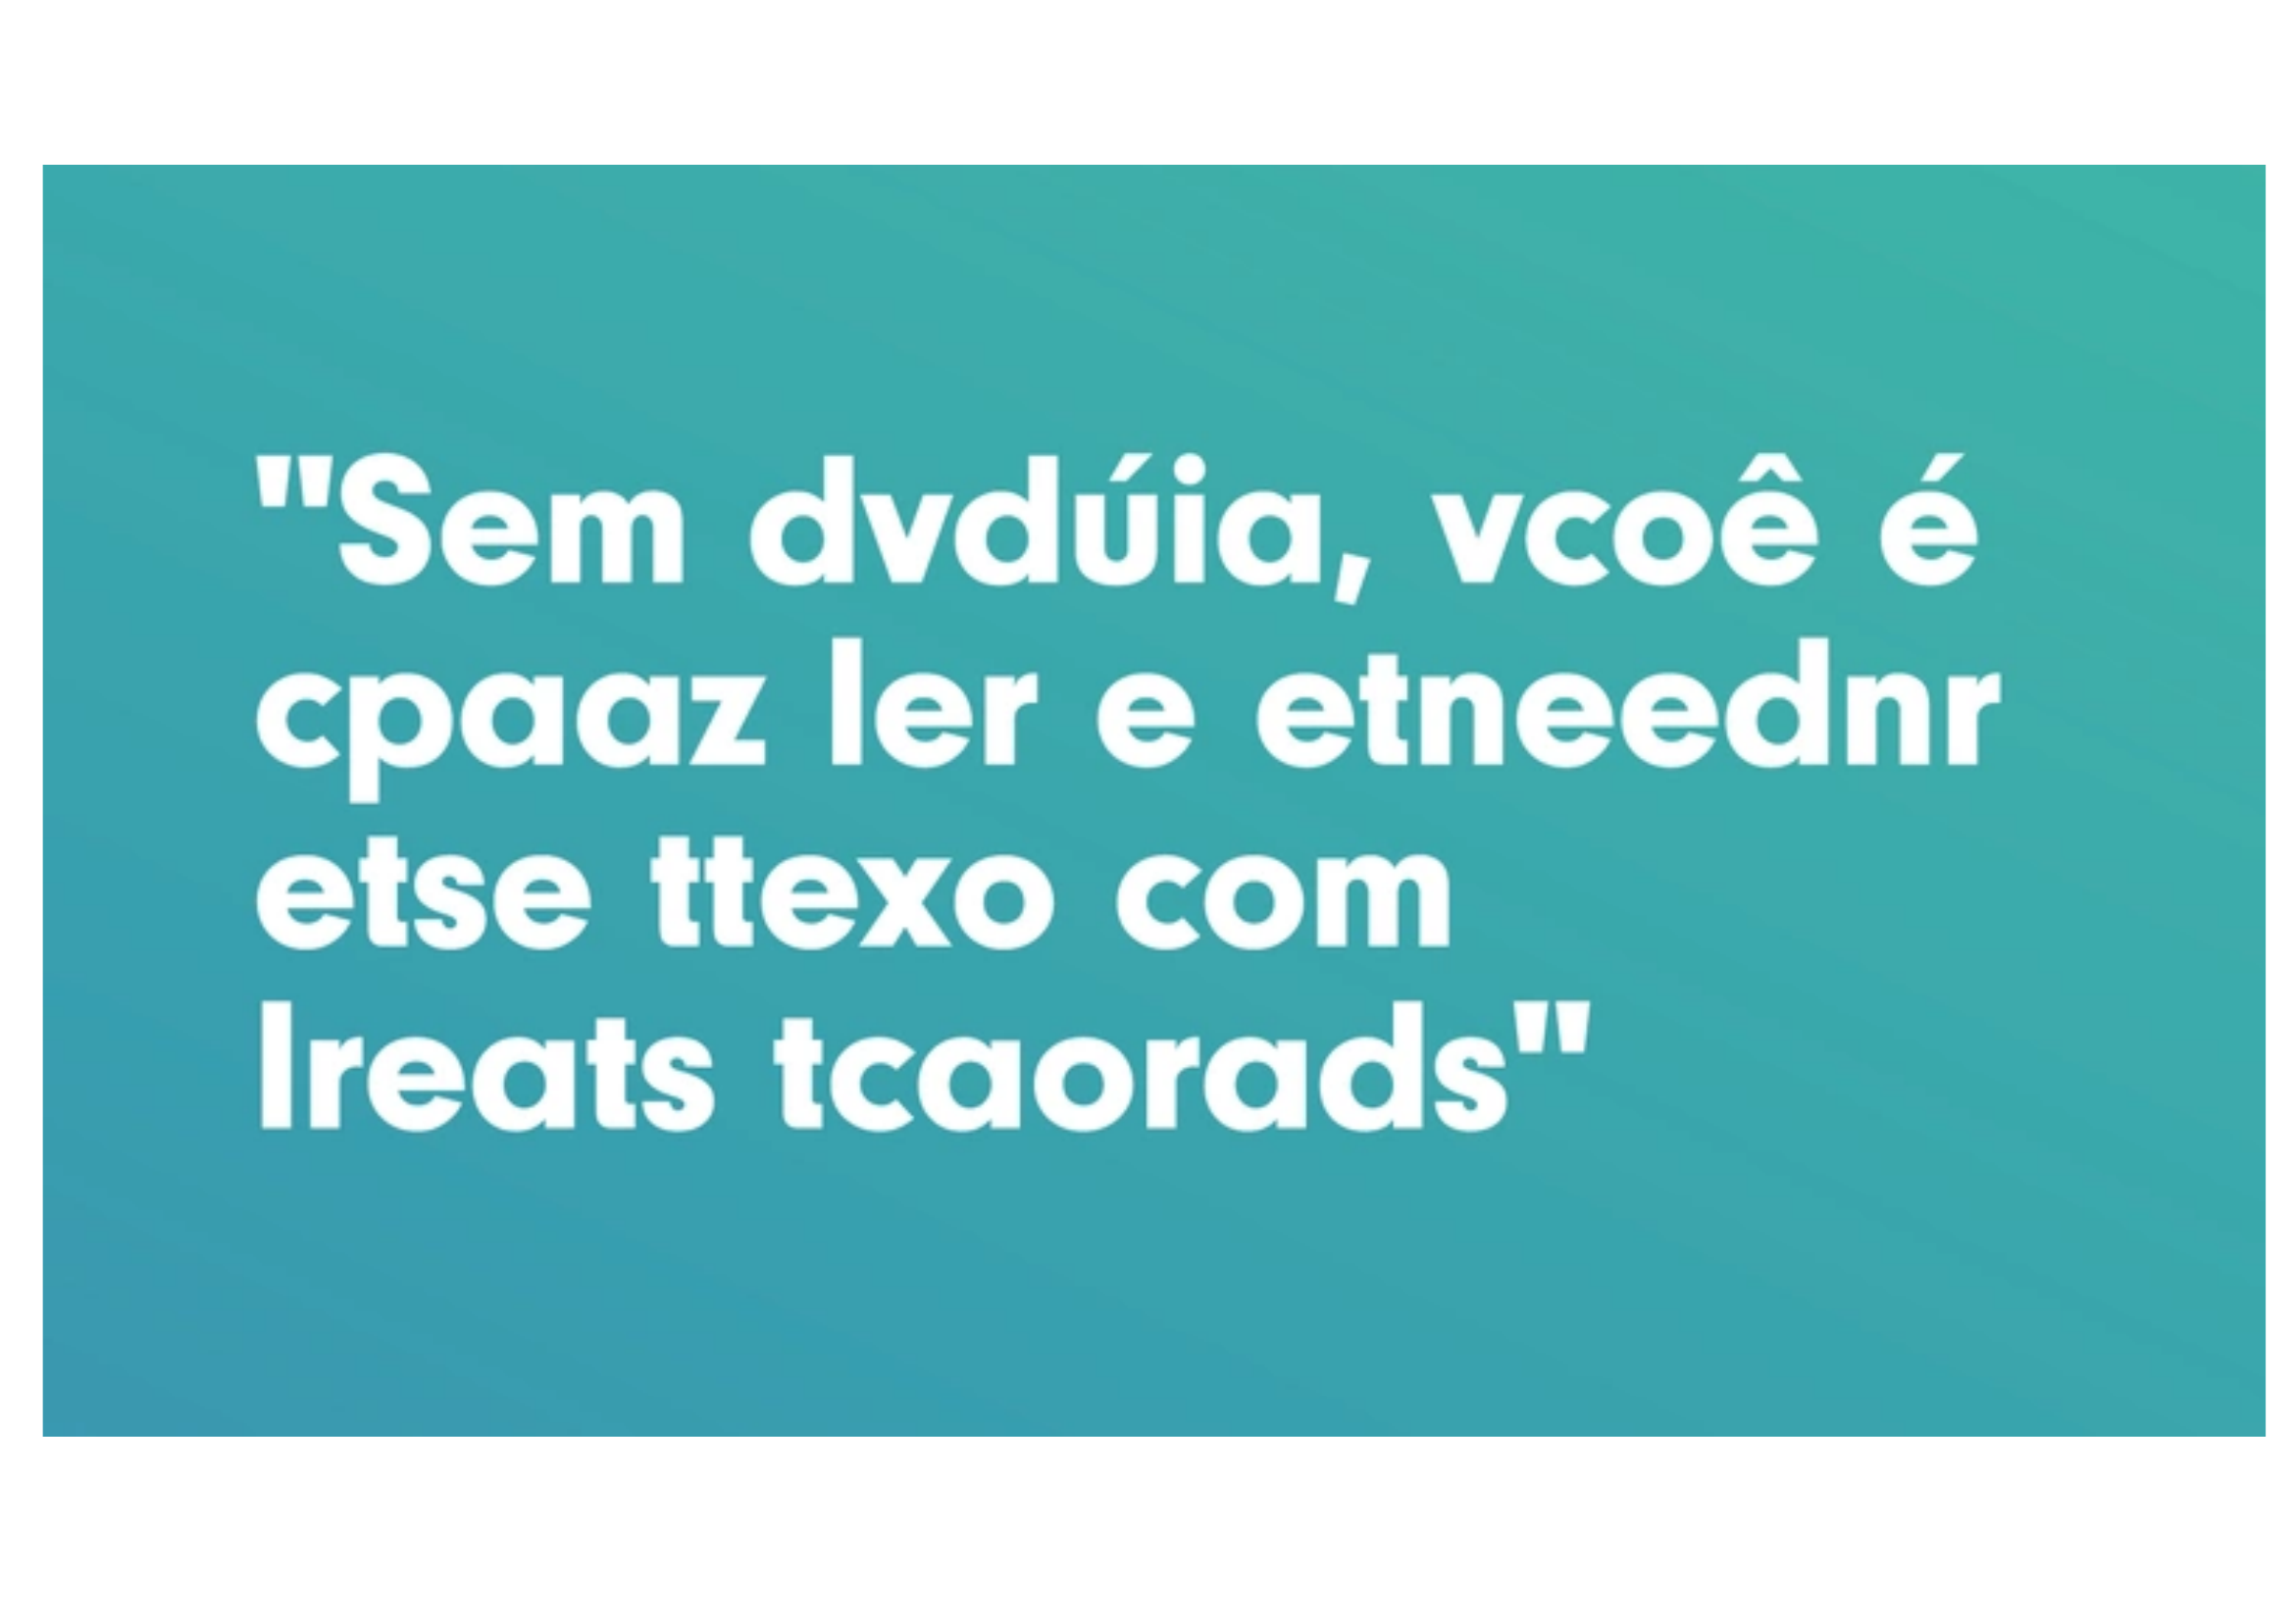 "Sem dvdúia, vcoê é
cpaaz ler e etneednr
etse ttexo com
lreats tcaorads"